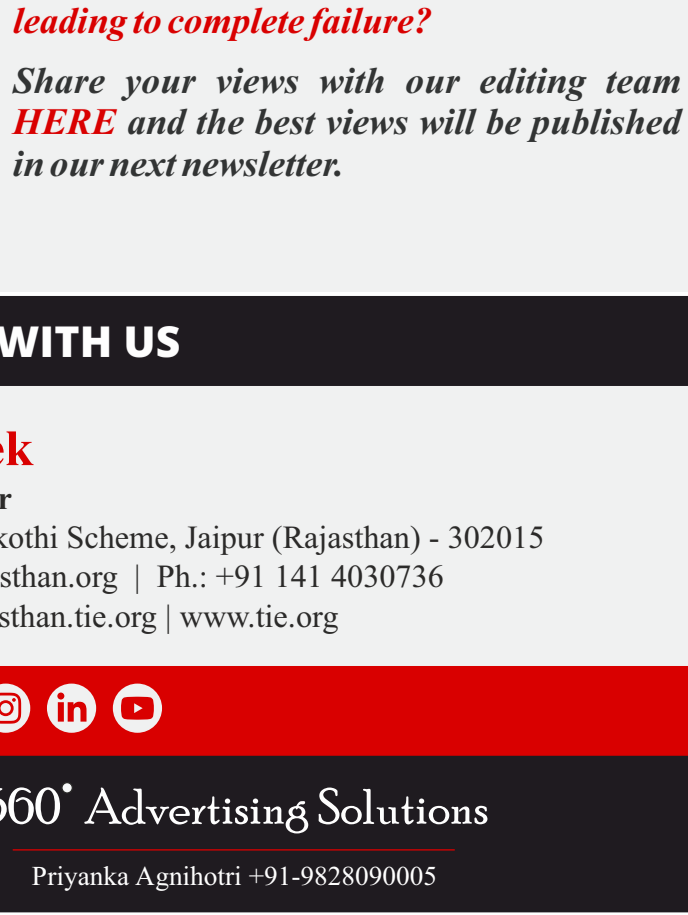 leading to complete failure?
Share your views with our editing team
HERE and the best views will be published
in our next newsletter.
WITH US
ek
r
kothi Scheme, Jaipur (Rajasthan) - 302015
sthan.org | Ph.: +91 141 4030736
sthan.tie.org | www.tie.org
in
360° Advertising Solutions
Priyanka Agnihotri +91-9828090005